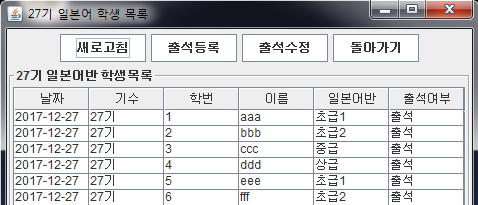 27기 일본어 학생 목록
새로고침 출석등록 출석수정 돌아가기
27기 일본어반 학생목록
날짜 기수 학번 이름 일본어반 출석여부
2017-12-27 27기 1 aaa 초급1 출석
2017-12-27 27기 2 bbb 초급2 출석
2017-12-27 27기 3 ccc 중급 출석
2017-12-27 27기 4 ddd 상급 출석
2017-12-27 27기 5 eee 초급1 출석
2017-12-27 27기 6 fff 초급2 출석